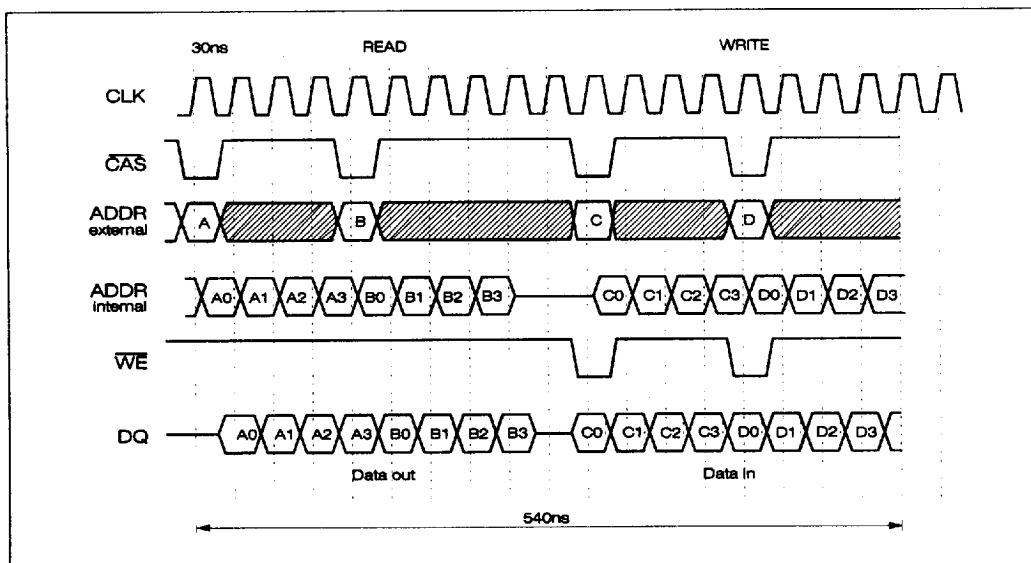 30ns READ WRITE
CLK
CAS
ADDR
external
A B C D
ADDR
internal
A0 A1 A2 A3 B0 B1 B2 B3 C0 C1 C2 C3 D0 D1 D2 D3
WE
DQ
A0 A1 A2 A3 B0 B1 B2 B3 C0 C1 C2 C3 D0 D1 D2 D3
Data out Data in
540ns